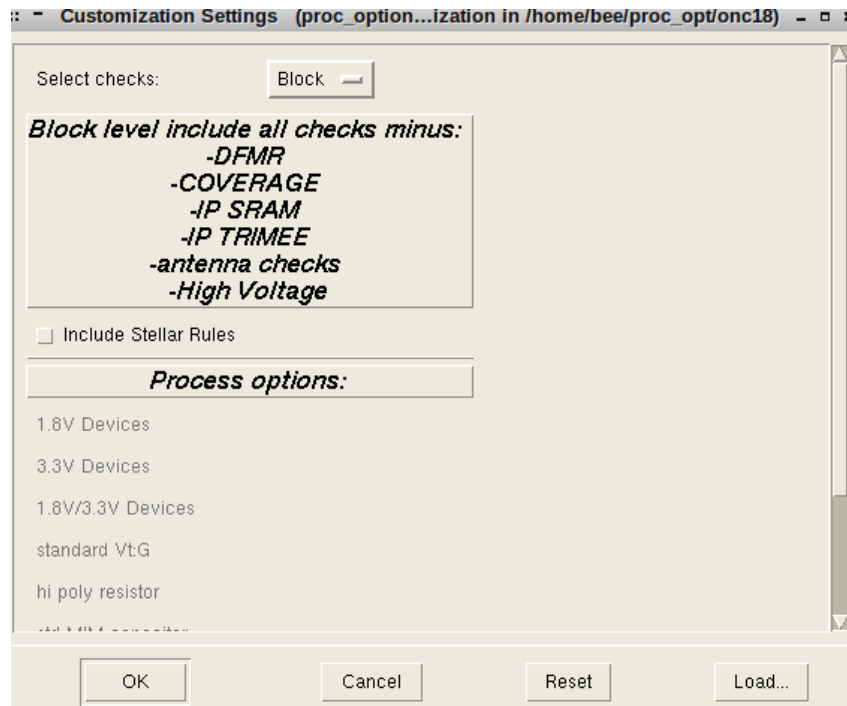 Customization Settings (proc_option...ization in /home/bee/proc_opt/onc18)
Select checks: Block
Block level include all checks minus:
-DFMR
-COVERAGE
-IP SRAM
-IP TRIMEE
-antenna checks
-High Voltage
Include Stellar Rules
Process options:
1.8V Devices
3.3V Devices
1.8V/3.3V Devices
standard Vt:G
hi poly resistor
OK Cancel Reset Load...